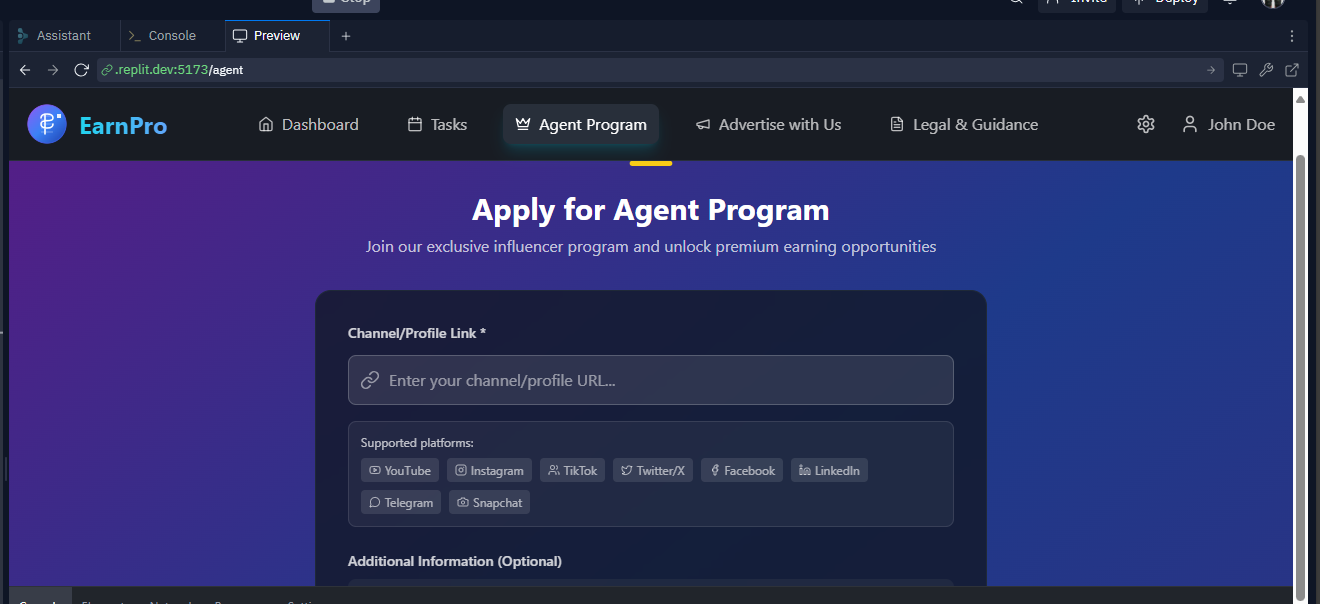 Stop Invite Deploy
Assistant Console Preview
.replit.dev:5173/agent
EarnPro Dashboard Tasks Agent Program Advertise with Us Legal & Guidance John Doe
Apply for Agent Program
Join our exclusive influencer program and unlock premium earning opportunities
Channel/Profile Link *
Enter your channel/profile URL...
Supported platforms:
YouTube Instagram TikTok Twitter/X Facebook LinkedIn
Telegram Snapchat
Additional Information (Optional)